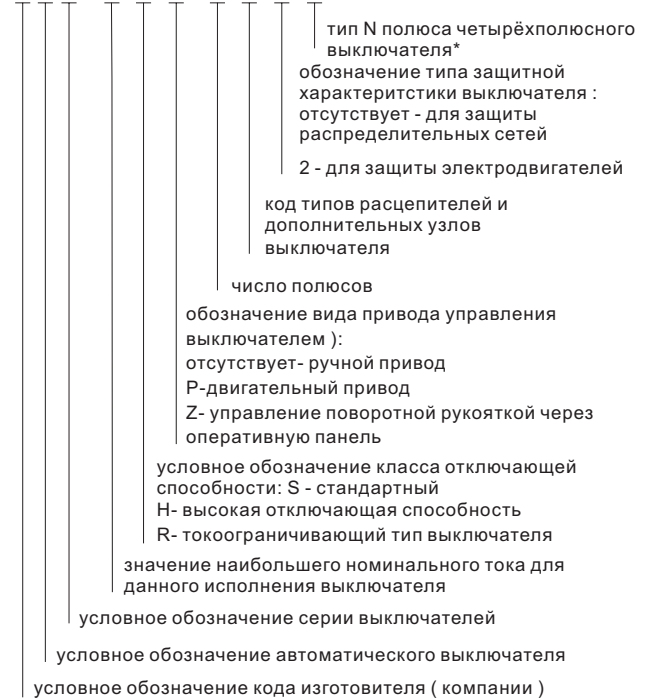 тип N полюса четырёхполюсного
выключателя*
обозначение типа защитной
характеритстики выключателя :
отсутствует - для защиты
распределительных сетей
2 - для защиты электродвигателей
код типов расцепителей и
дополнительных узлов
выключателя
число полюсов
обозначение вида привода управления
выключателем ):
отсутствует- ручной привод
P-двигательный привод
Z- управление поворотной рукояткой через
оперативную панель
условное обозначение класса отключающей
способности: S - стандартный
H- высокая отключающая способность
R- токоограничивающий тип выключателя
значение наибольшего номинального тока для
данного исполнения выключателя
условное обозначение серии выключателей
условное обозначение автоматического выключателя
условное обозначение кода изготовителя ( компании )